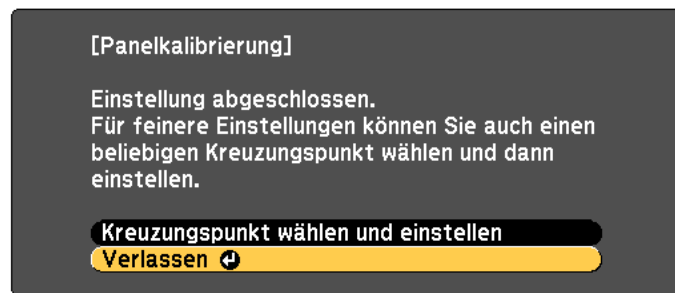 [Panelkalibrierung]
Einstellung abgeschlossen.
Für feinere Einstellungen können Sie auch einen
beliebigen Kreuzungspunkt wählen und dann
einstellen.
Kreuzungspunkt wählen und einstellen
Verlassen